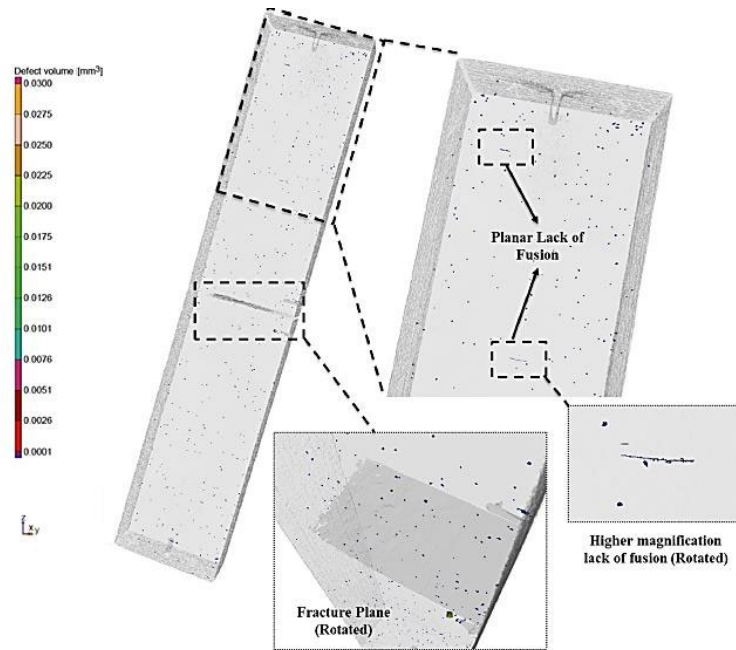 Defect volume [mm³]
0.0300
0.0275
0.0250
0.0225
0.0200
0.0151
0.0126
0.0101
0.0076
0.0051
0.0026
0.0001
z
x y
Planar Lack of
Fusion
Higher magnification
lack of fusion (Rotated)
Fracture Plane
(Rotated)